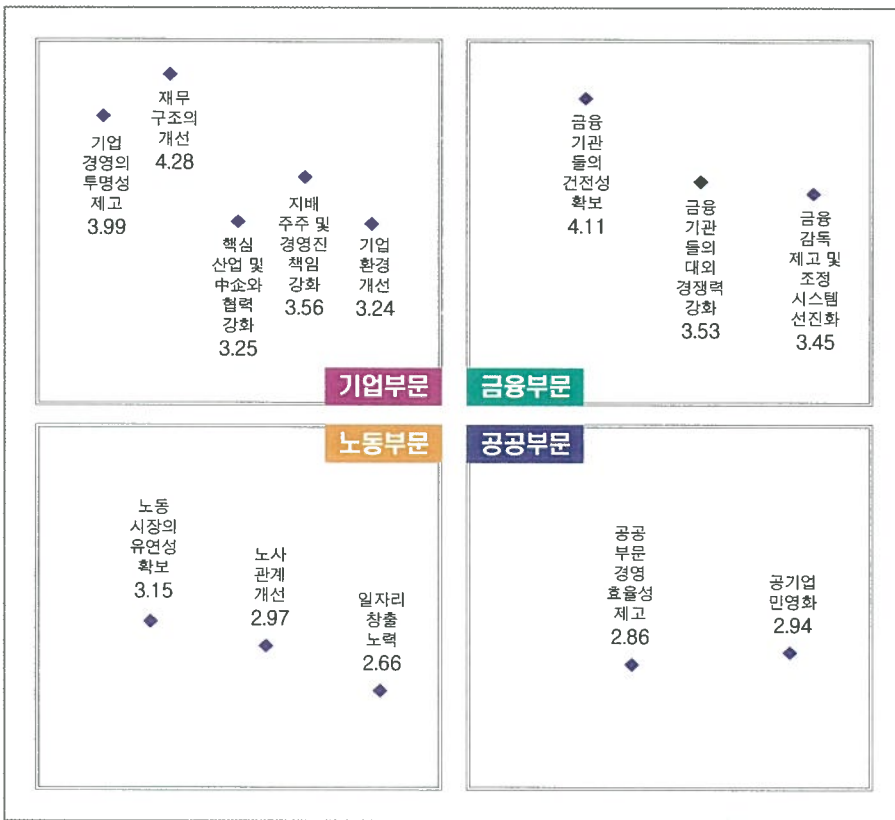 기업
경영의
투명성
제고
3.99
재무
구조의
개선
4.28
핵심
산업 및
中企와
협력
강화
3.25
지배
주주 및
경영진
책임
강화
3.56
기업
환경
개선
3.24
기업부문
금융
기관
들의
건전성
확보
4.11
금융
기관
들의
대외
경쟁력
강화
3.53
금융
감독
제고 및
조정
시스템
선진화
3.45
금융부문
노동부문
노동
시장의
유연성
확보
3.15
노사
관계
개선
2.97
일자리
창출
노력
2.66
공공부문
공공
부문
경영
효율성
제고
2.86
공기업
민영화
2.94